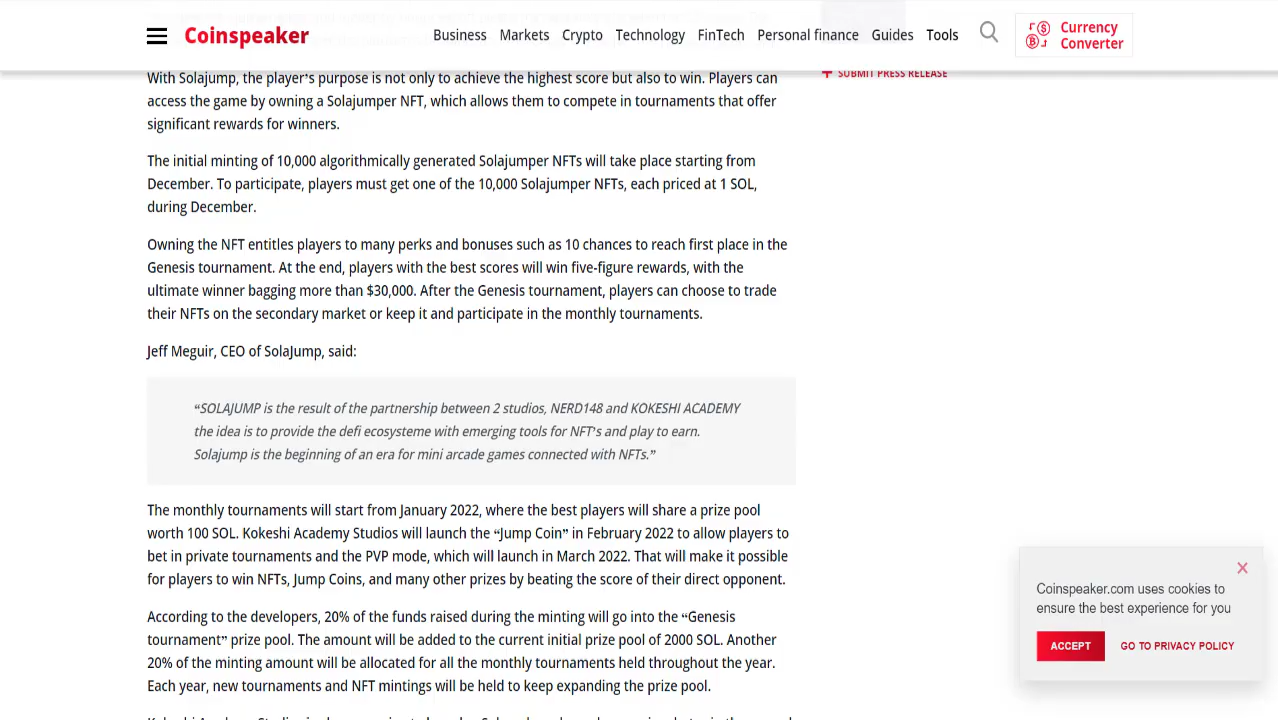 Coinspeaker
Business Markets Crypto Technology FinTech Personal finance Guides Tools
Currency
Converter
SUBMIT PRESS RELEASE
With Solajump, the player's purpose is not only to achieve the highest score but also to win. Players can
access the game by owning a Solajumper NFT, which allows them to compete in tournaments that offer
significant rewards for winners.
The initial minting of 10,000 algorithmically generated Solajumper NFTs will take place starting from
December. To participate, players must get one of the 10,000 Solajumper NFTs, each priced at 1 SOL,
during December.
Owning the NFT entitles players to many perks and bonuses such as 10 chances to reach first place in the
Genesis tournament. At the end, players with the best scores will win five-figure rewards, with the
ultimate winner bagging more than $30,000. After the Genesis tournament, players can choose to trade
their NFTs on the secondary market or keep it and participate in the monthly tournaments.
Jeff Meguir, CEO of SolaJump, said:
“SOLAJUMP is the result of the partnership between 2 studios, NERD148 and KOKESHI ACADEMY
the idea is to provide the defi ecosysteme with emerging tools for NFT's and play to earn.
Solajump is the beginning of an era for mini arcade games connected with NFTs.”
The monthly tournaments will start from January 2022, where the best players will share a prize pool
worth 100 SOL. Kokeshi Academy Studios will launch the “Jump Coin” in February 2022 to allow players to
bet in private tournaments and the PVP mode, which will launch in March 2022. That will make it possible
for players to win NFTs, Jump Coins, and many other prizes by beating the score of their direct opponent.
According to the developers, 20% of the funds raised during the minting will go into the “Genesis
tournament” prize pool. The amount will be added to the current initial prize pool of 2000 SOL. Another
20% of the minting amount will be allocated for all the monthly tournaments held throughout the year.
Each year, new tournaments and NFT mintings will be held to keep expanding the prize pool.
Coinspeaker.com uses cookies to
ensure the best experience for you
ACCEPT GO TO PRIVACY POLICY